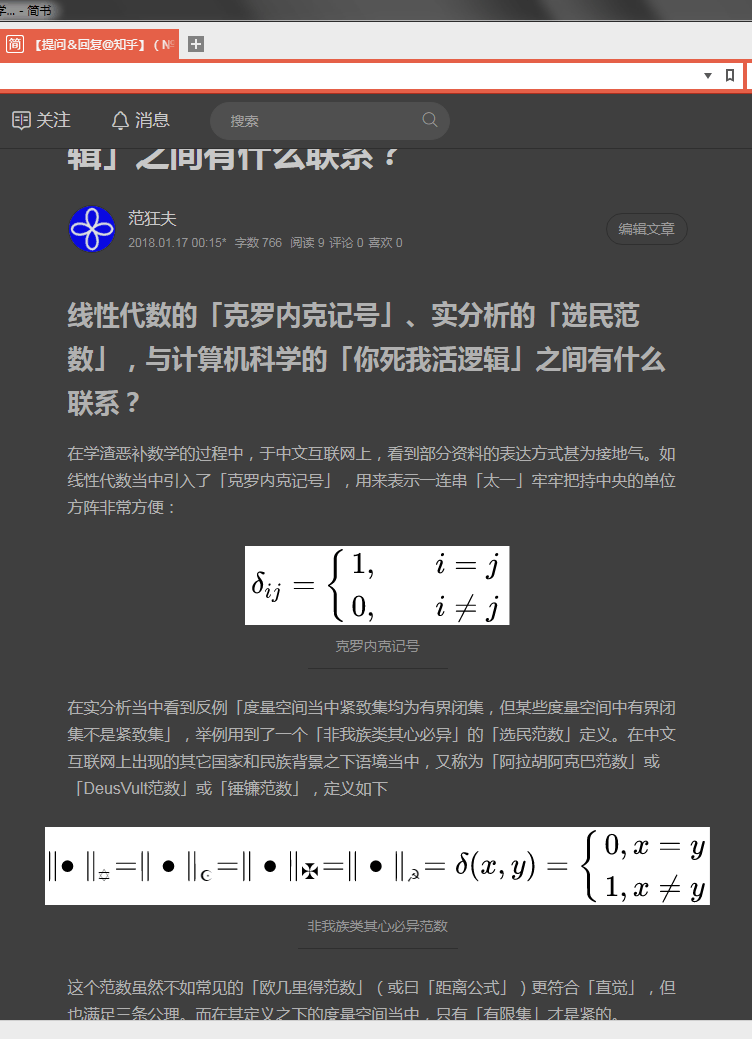 学... - 简书
简 【提问&回复@知乎】（N
关注 消息 搜索
辑」之间有什么联系？
范狂夫
2018.01.17 00:15* 字数 766 阅读 9 评论 0 喜欢 0
编辑文章
线性代数的「克罗内克记号」、实分析的「选民范
数」，与计算机科学的「你死我活逻辑」之间有什么
联系？
在学渣恶补数学的过程中，于中文互联网上，看到部分资料的表达方式甚为接地气。如
线性代数当中引入了「克罗内克记号」，用来表示一连串「太一」牢牢把持中央的单位
方阵非常方便：
δij = { 1, i = j
0, i ≠ j
克罗内克记号
在实分析当中看到反例「度量空间当中紧致集均为有界闭集，但某些度量空间中有界闭
集不是紧致集」，举例用到了一个「非我族类其心必异」的「选民范数」定义。在中文
互联网上出现的其它国家和民族背景之下语境当中，又称为「阿拉胡阿克巴范数」或
「DeusVult范数」或「锤镰范数」，定义如下
‖● ‖✡=‖ ● ‖☪=‖ ● ‖✠=‖ ● ‖☭= δ(x, y) = { 0, x = y
1, x ≠ y
非我族类其心必异范数
这个范数虽然不如常见的「欧几里得范数」（或曰「距离公式」）更符合「直觉」，但
也满足三条公理。而在其定义之下的度量空间当中，只有「有限集」才是紧的。